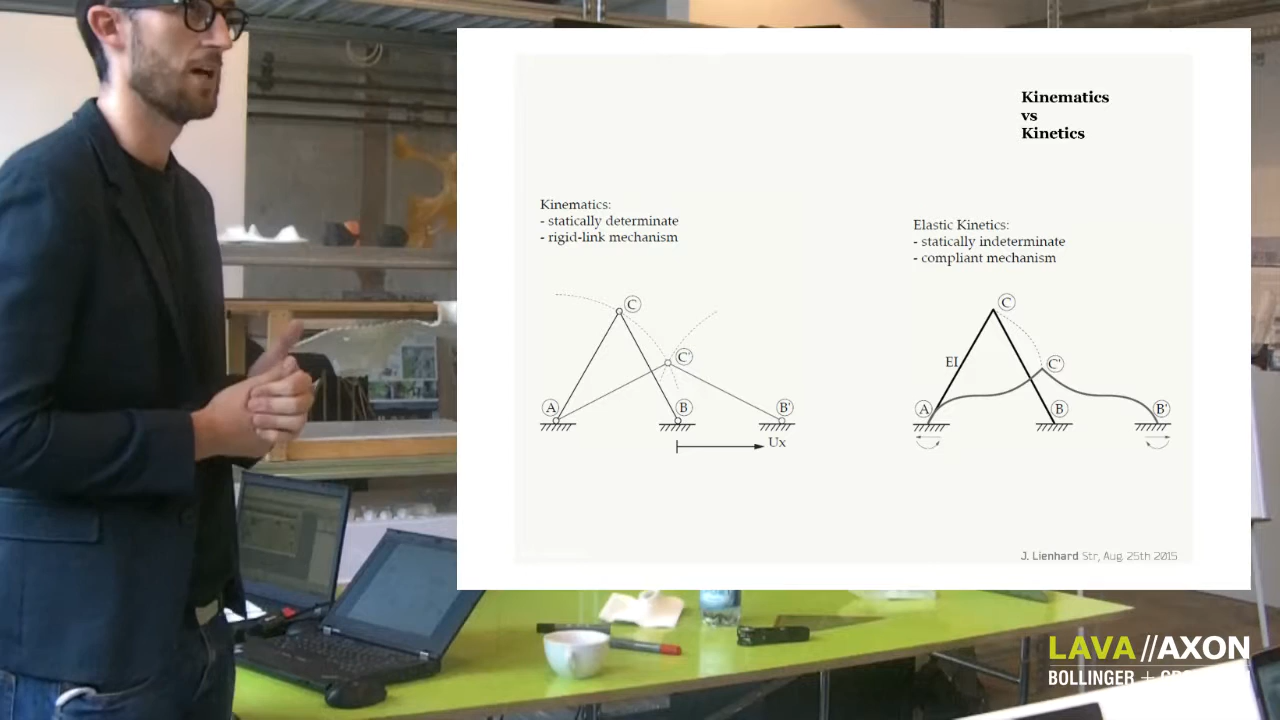 Kinematics
vs
Kinetics
Kinematics:
- statically determinate
- rigid-link mechanism
C
C'
A
B
B'
Ux
Elastic Kinetics:
- statically indeterminate
- compliant mechanism
C
EI
C'
A
B
B'
J. Lienhard Str, Aug. 25th 2015
LAVA //AXON
BOLLINGER +